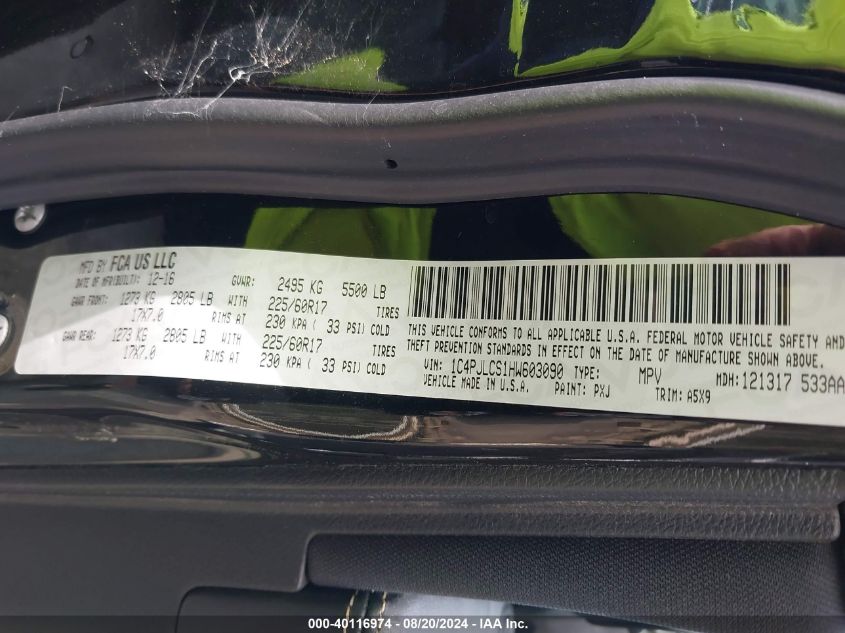 MFD BY FCA US LLC
DATE OF MFR(BUILT): 12-16 GVWR: 2495 KG 5500 LB
GAWR FRONT: 1273 KG 2805 LB WITH 225/60R17 TIRES
17X7.0 RIMS AT 230 KPA ( 33 PSI) COLD
GAWR REAR: 1273 KG 2805 LB WITH 225/60R17 TIRES
17X7.0 RIMS AT 230 KPA ( 33 PSI) COLD
THIS VEHICLE CONFORMS TO ALL APPLICABLE U.S.A. FEDERAL MOTOR VEHICLE SAFETY AND
THEFT PREVENTION STANDARDS IN EFFECT ON THE DATE OF MANUFACTURE SHOWN ABOVE.
VIN: 1C4PJLCS1HW603090 TYPE: MPV MDH:121317 533AA
VEHICLE MADE IN U.S.A. PAINT: PXJ TRIM: A5X9
000-40116974 - 08/20/2024 - IAA Inc.